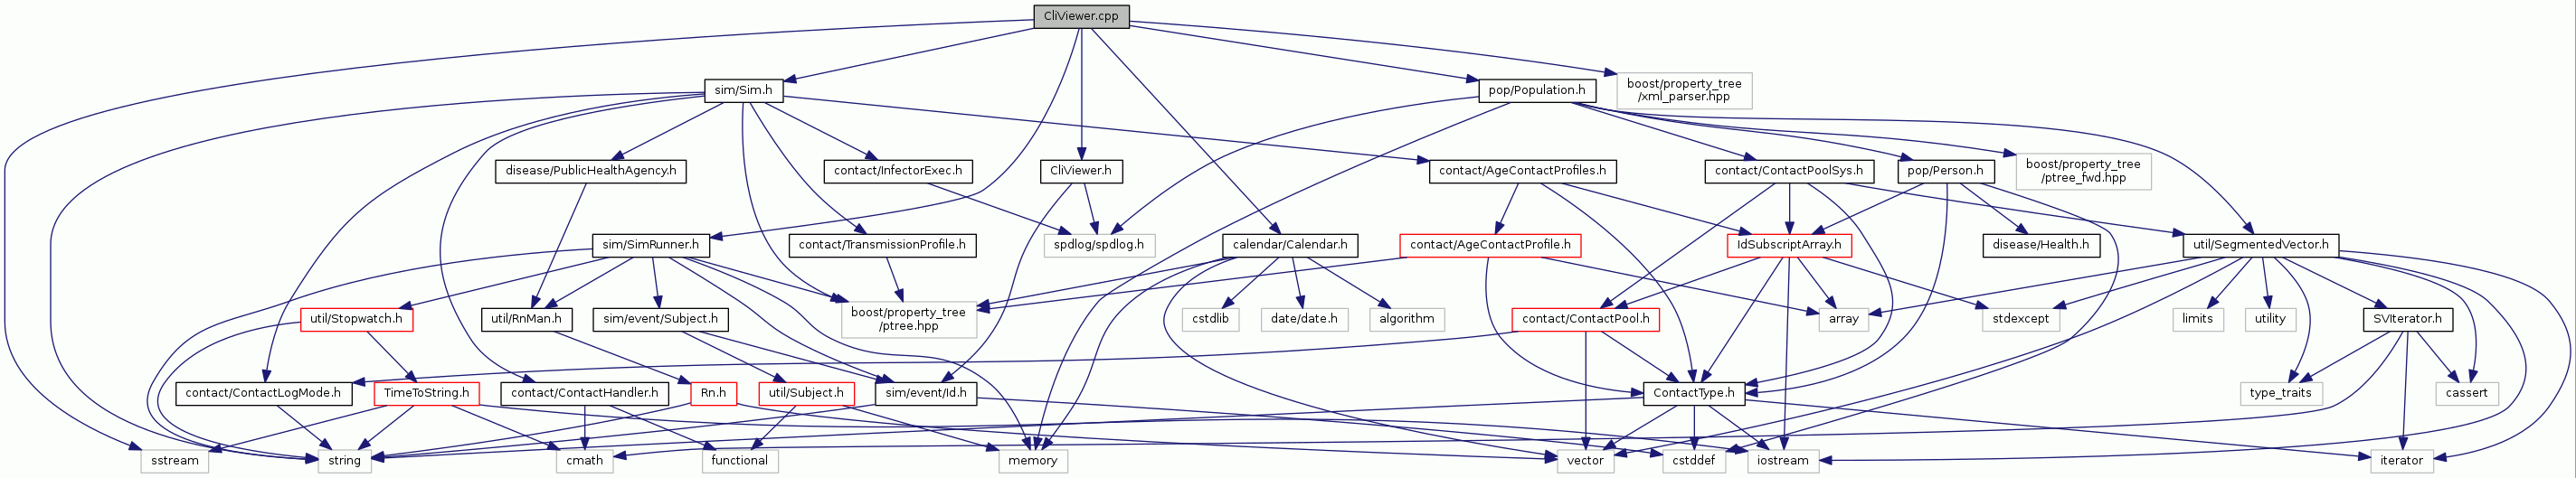 CliViewer.cpp
sim/Sim.h
pop/Population.h
boost/property_tree
/xml_parser.hpp
disease/PublicHealthAgency.h
contact/InfectorExec.h
CliViewer.h
contact/AgeContactProfiles.h
contact/ContactPoolSys.h
pop/Person.h
boost/property_tree
/ptree_fwd.hpp
sim/SimRunner.h
contact/TransmissionProfile.h
spdlog/spdlog.h
calendar/Calendar.h
contact/AgeContactProfile.h
IdSubscriptArray.h
disease/Health.h
util/SegmentedVector.h
util/Stopwatch.h
util/RnMan.h
sim/event/Subject.h
boost/property_tree
/ptree.hpp
cstdlib
date/date.h
algorithm
contact/ContactPool.h
array
stdexcept
limits
utility
SVIterator.h
contact/ContactLogMode.h
TimeToString.h
contact/ContactHandler.h
Rn.h
util/Subject.h
sim/event/Id.h
ContactType.h
type_traits
cassert
sstream
string
cmath
functional
memory
vector
cstddef
iostream
iterator